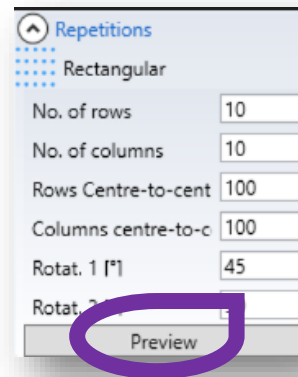 Repetitions
Rectangular
No. of rows 10
No. of columns 10
Rows Centre-to-cent 100
Columns centre-to-c 100
Rotat. 1 [°] 45
Rotat.
Preview